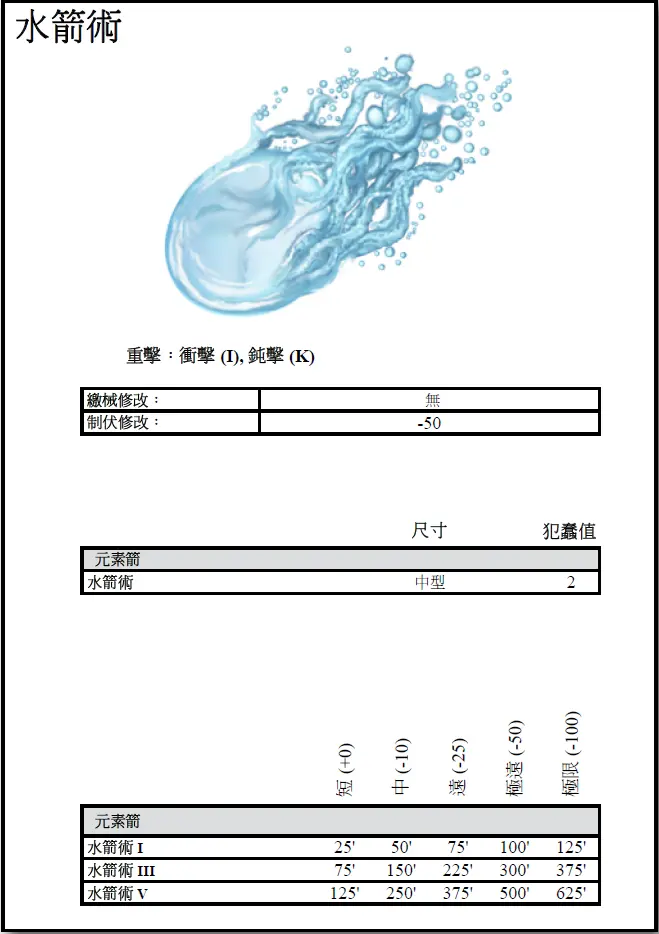 水箭術
重擊：衝擊 (I), 鈍擊 (K)
繳械修改： 無
制伏修改： -50
尺寸 犯蠢值
元素箭
水箭術 中型 2
短 (+0) 中 (-10) 遠 (-25) 極遠 (-50) 極限 (-100)
元素箭
水箭術 I 25' 50' 75' 100' 125'
水箭術 III 75' 150' 225' 300' 375'
水箭術 V 125' 250' 375' 500' 625'